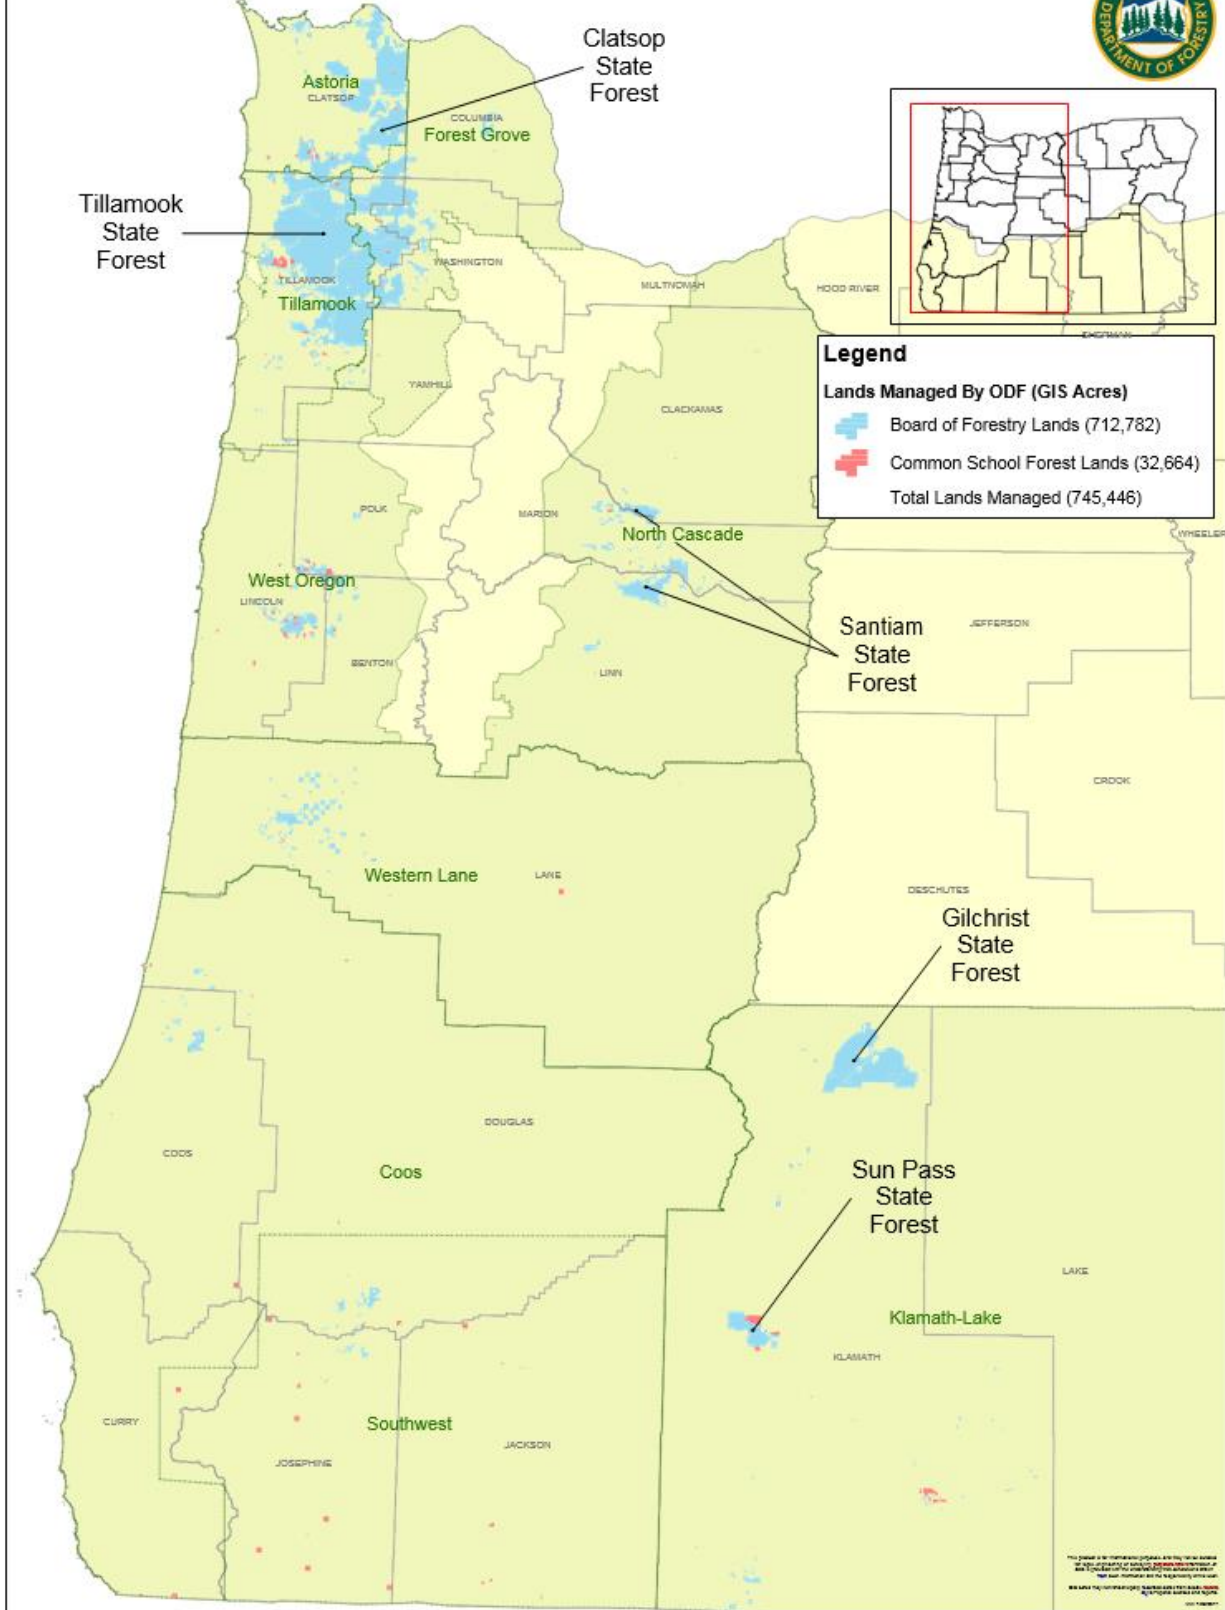 DEPARTMENT OF FORESTRY
Clatsop
State
Forest
Astoria
CLATSOP
COLUMBIA
Forest Grove
Tillamook
State
Forest
WASHINGTON
TILLAMOOK
Tillamook
MULTNOMAH
HOOD RIVER
SHERMAN
Legend
Lands Managed By ODF (GIS Acres)
Board of Forestry Lands (712,782)
Common School Forest Lands (32,664)
Total Lands Managed (745,446)
YAMHILL
CLACKAMAS
POLK
MARION
North Cascade
WHEELER
West Oregon
LINCOLN
Santiam
State
Forest
JEFFERSON
BENTON
LINN
CROOK
Western Lane
LANE
DESCHUTES
Gilchrist
State
Forest
DOUGLAS
COOS
Coos
Sun Pass
State
Forest
LAKE
Klamath-Lake
KLAMATH
CURRY
Southwest
JACKSON
JOSEPHINE